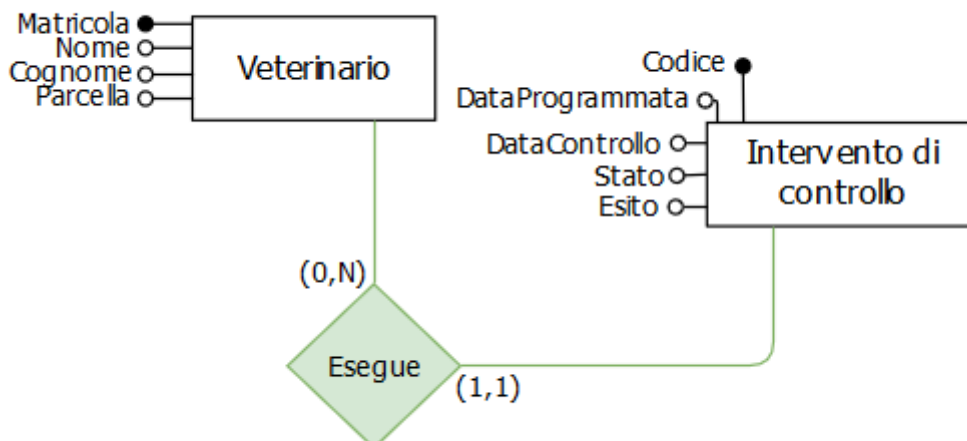 Matricola
Nome
Cognome
Parcella
Veterinario
Codice
DataProgrammata
DataControllo
Stato
Esito
Intervento di
controllo
(0,N)
Esegue
(1,1)